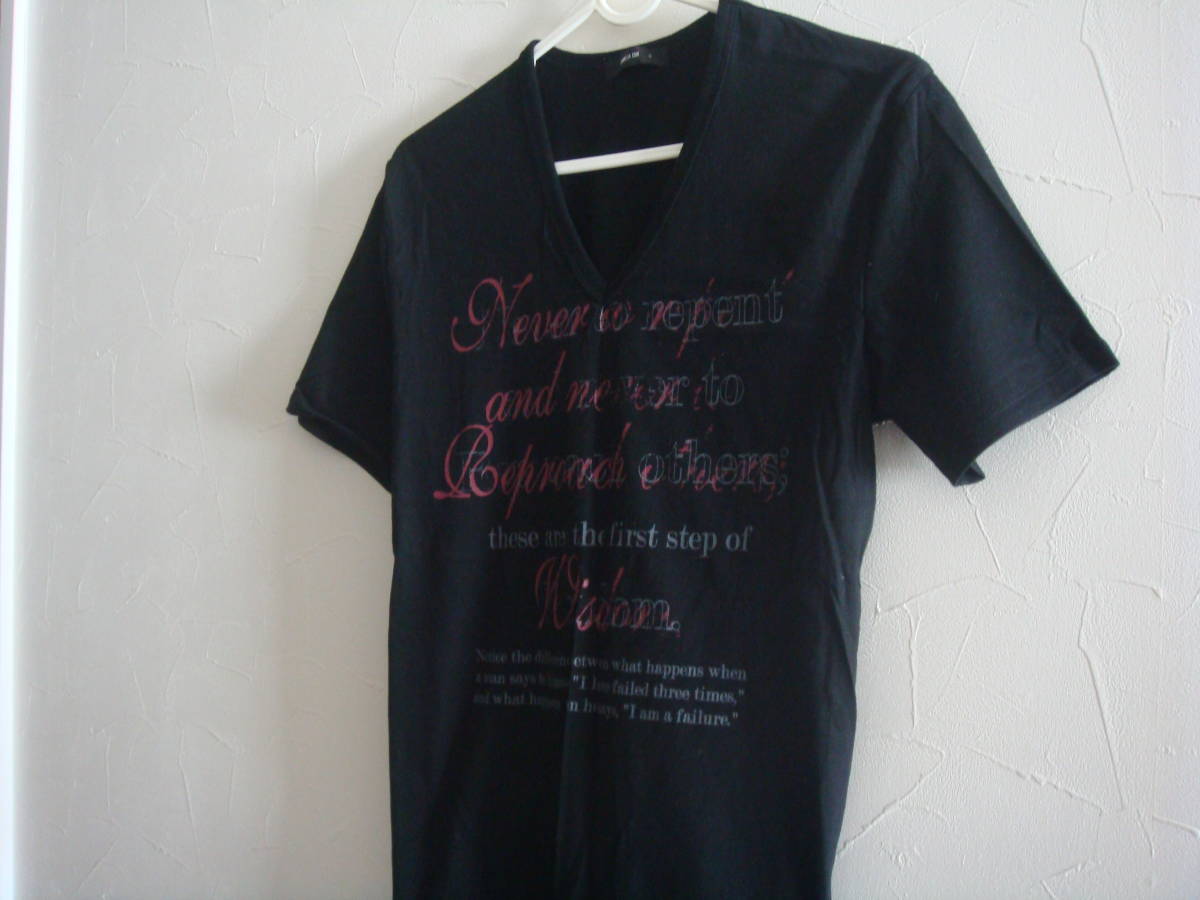 Never to repent
and never to
Reproach others;
these are the first step of
Wisdom.
Notice the difference between what happens when
a man says to himself "I have failed three times,"
and what happens when he says, "I am a failure."